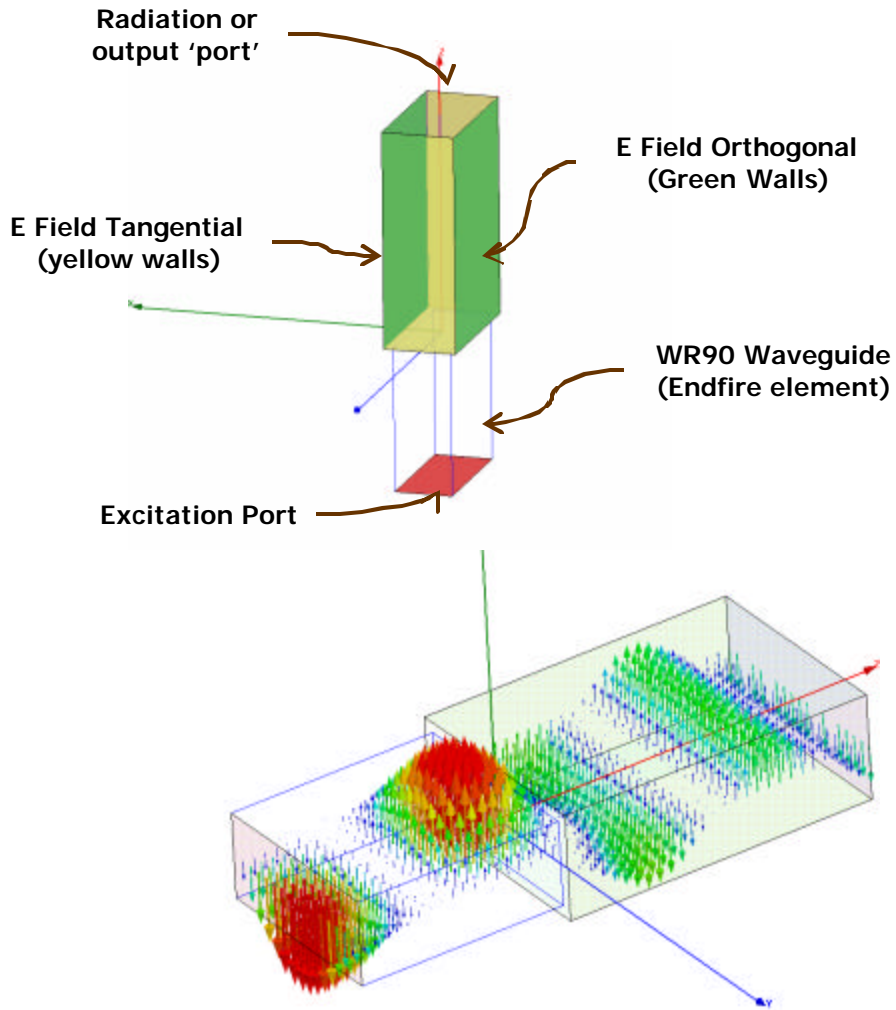 Radiation or
output ‘port’
E Field Orthogonal
(Green Walls)
E Field Tangential
(yellow walls)
WR90 Waveguide
(Endfire element)
Excitation Port
Y